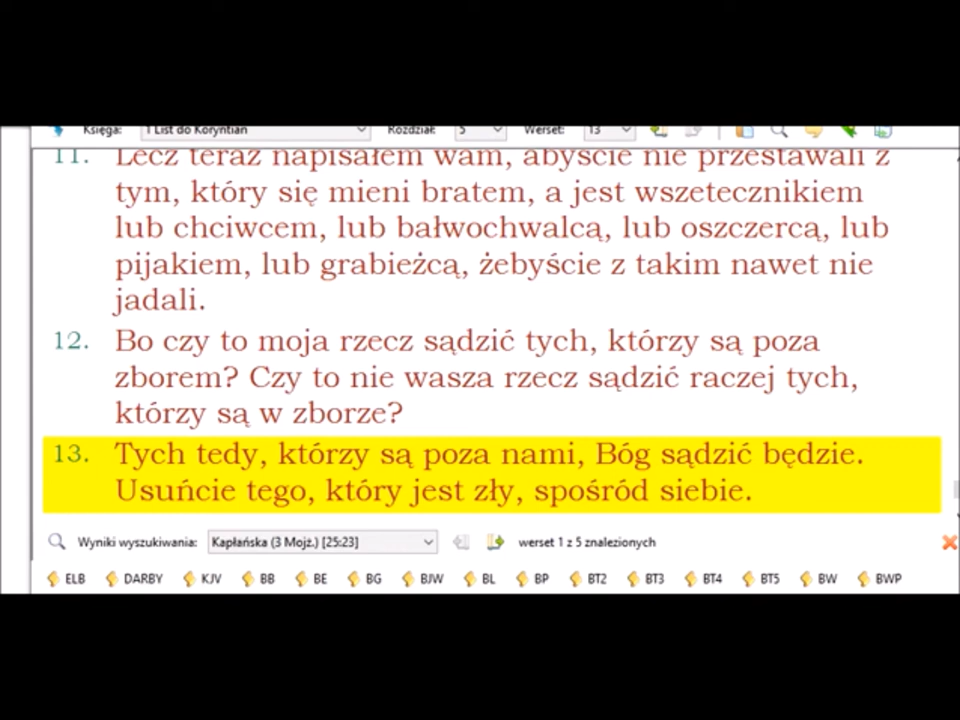 Księga: 1 List do Koryntian Rozdział: 5 Werset: 13
11. Lecz teraz napisałem wam, abyście nie przestawali z
tym, który się mieni bratem, a jest wszetecznikiem
lub chciwcem, lub bałwochwalcą, lub oszczercą, lub
pijakiem, lub grabieżcą, żebyście z takim nawet nie
jadali.
12. Bo czy to moja rzecz sądzić tych, którzy są poza
zborem? Czy to nie wasza rzecz sądzić raczej tych,
którzy są w zborze?
13. Tych tedy, którzy są poza nami, Bóg sądzić będzie.
Usuńcie tego, który jest zły, spośród siebie.
Wyniki wyszukiwania: Kapłańska (3 Mojż.) [25:23] werset 1 z 5 znalezionych
ELB DARBY KJV BB BE BG BJW BL BP BT2 BT3 BT4 BT5 BW BWP